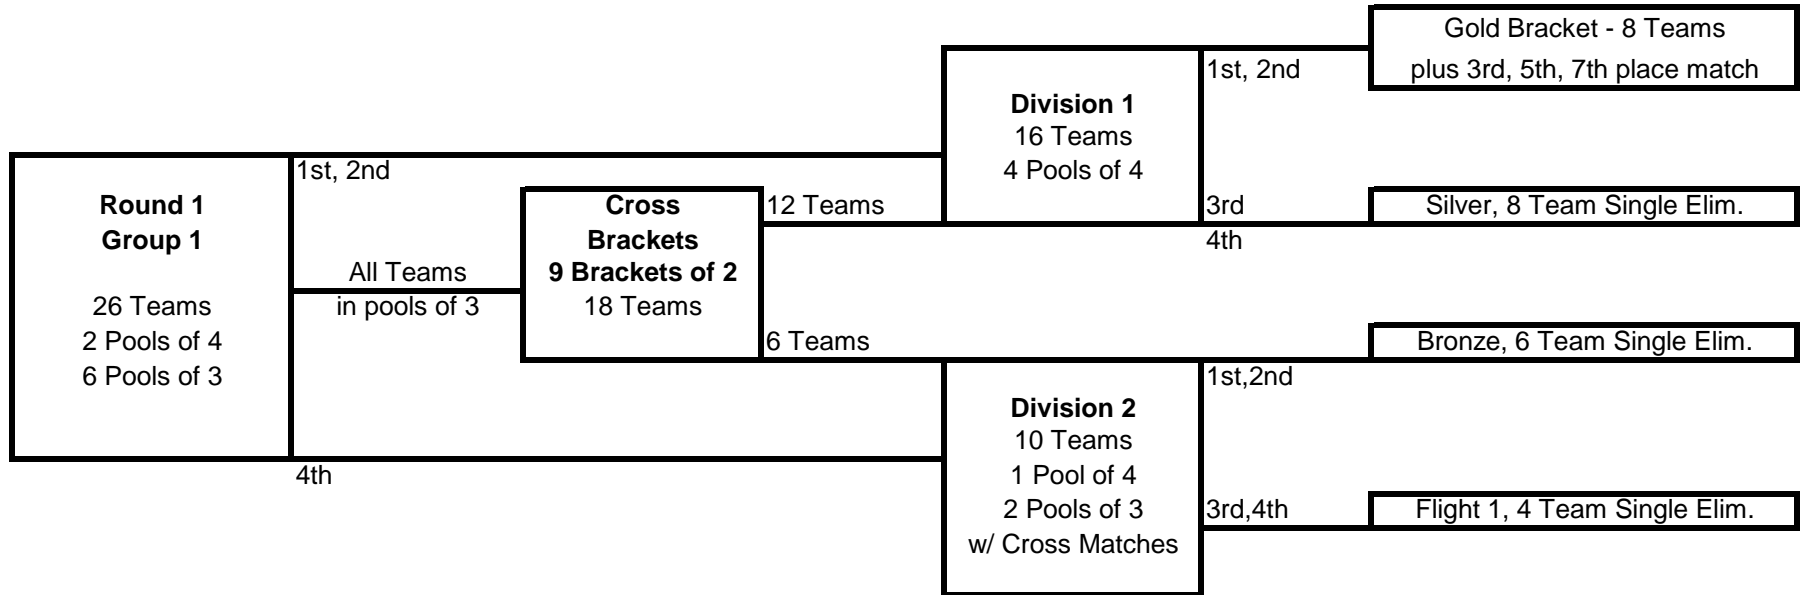 Gold Bracket - 8 Teams
plus 3rd, 5th, 7th place match
1st, 2nd
Division 1
16 Teams
4 Pools of 4
1st, 2nd
Round 1
Group 1
26 Teams
2 Pools of 4
6 Pools of 3
All Teams
in pools of 3
Cross
Brackets
9 Brackets of 2
18 Teams
12 Teams
3rd
4th
Silver, 8 Team Single Elim.
6 Teams
Bronze, 6 Team Single Elim.
1st,2nd
Division 2
10 Teams
1 Pool of 4
2 Pools of 3
w/ Cross Matches
4th
3rd,4th
Flight 1, 4 Team Single Elim.